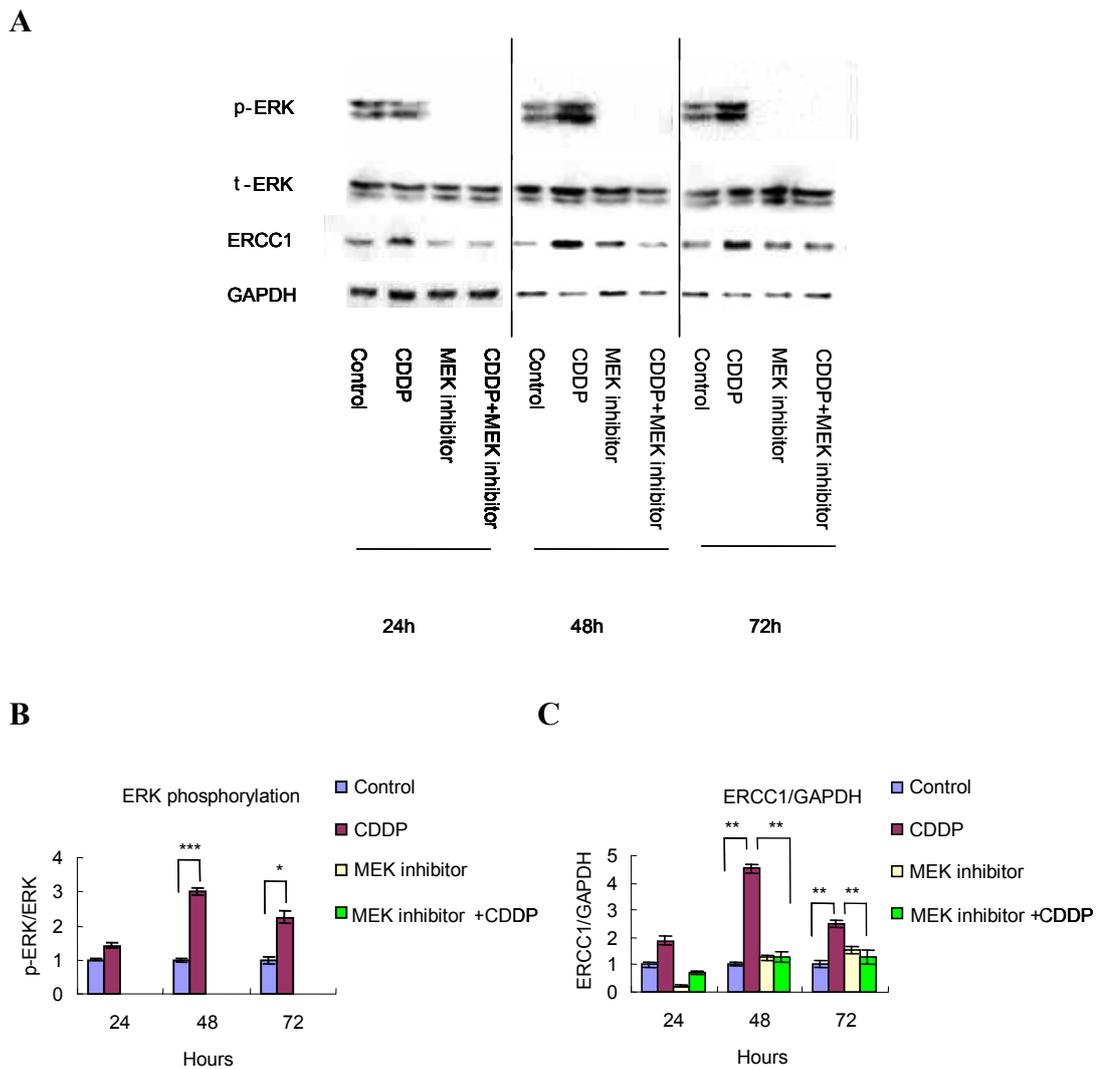 A
p-ERK
t-ERK
ERCC1
GAPDH
Control
CDDP
MEK inhibitor
CDDP+MEK inhibitor
Control
CDDP
MEK inhibitor
CDDP+MEK inhibitor
Control
CDDP
MEK inhibitor
CDDP+MEK inhibitor
24h 48h 72h
B
ERK phosphorylation
Control
CDDP
MEK inhibitor
MEK inhibitor +CDDP
***
*
p-ERK/ERK
4
3
2
1
0
24 48 72
Hours
C
ERCC1/GAPDH
Control
CDDP
MEK inhibitor
MEK inhibitor +CDDP
** **
** **
ERCC1/GAPDH
5
4
3
2
1
0
24 48 72
Hours